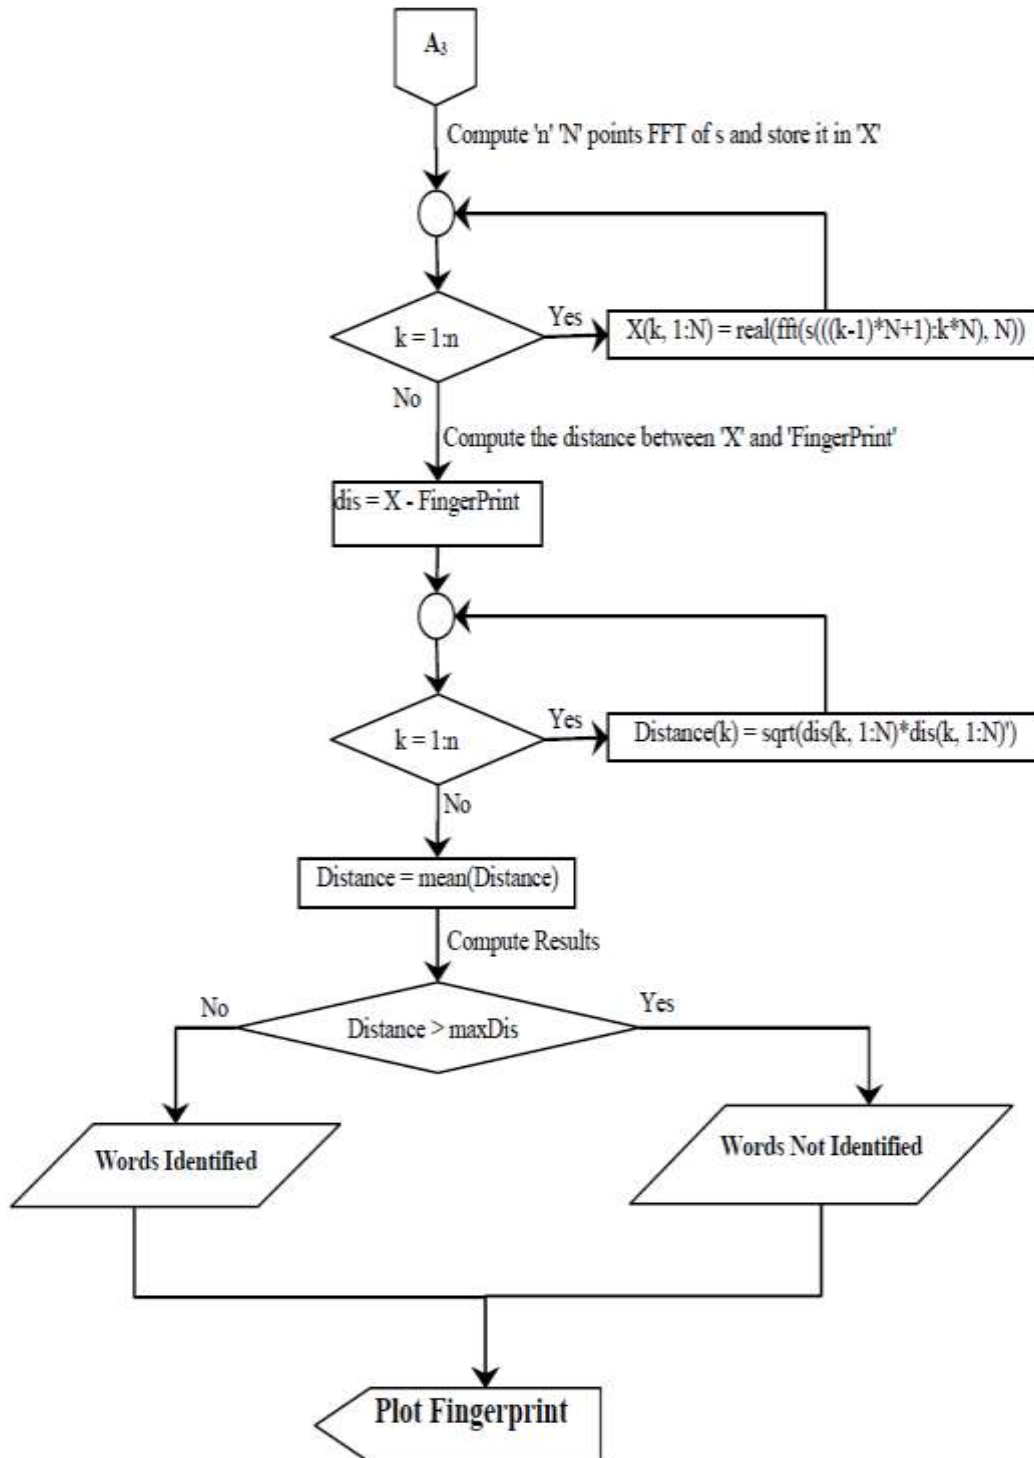 A₃
Compute 'n' 'N' points FFT of s and store it in 'X'
k = 1:n
Yes
X(k, 1:N) = real(fft(s(((k-1)*N+1):k*N), N))
No
Compute the distance between 'X' and 'FingerPrint'
dis = X - FingerPrint
k = 1:n
Yes
Distance(k) = sqrt(dis(k, 1:N)*dis(k, 1:N)')
No
Distance = mean(Distance)
Compute Results
No
Distance > maxDis
Yes
Words Identified
Words Not Identified
Plot Fingerprint